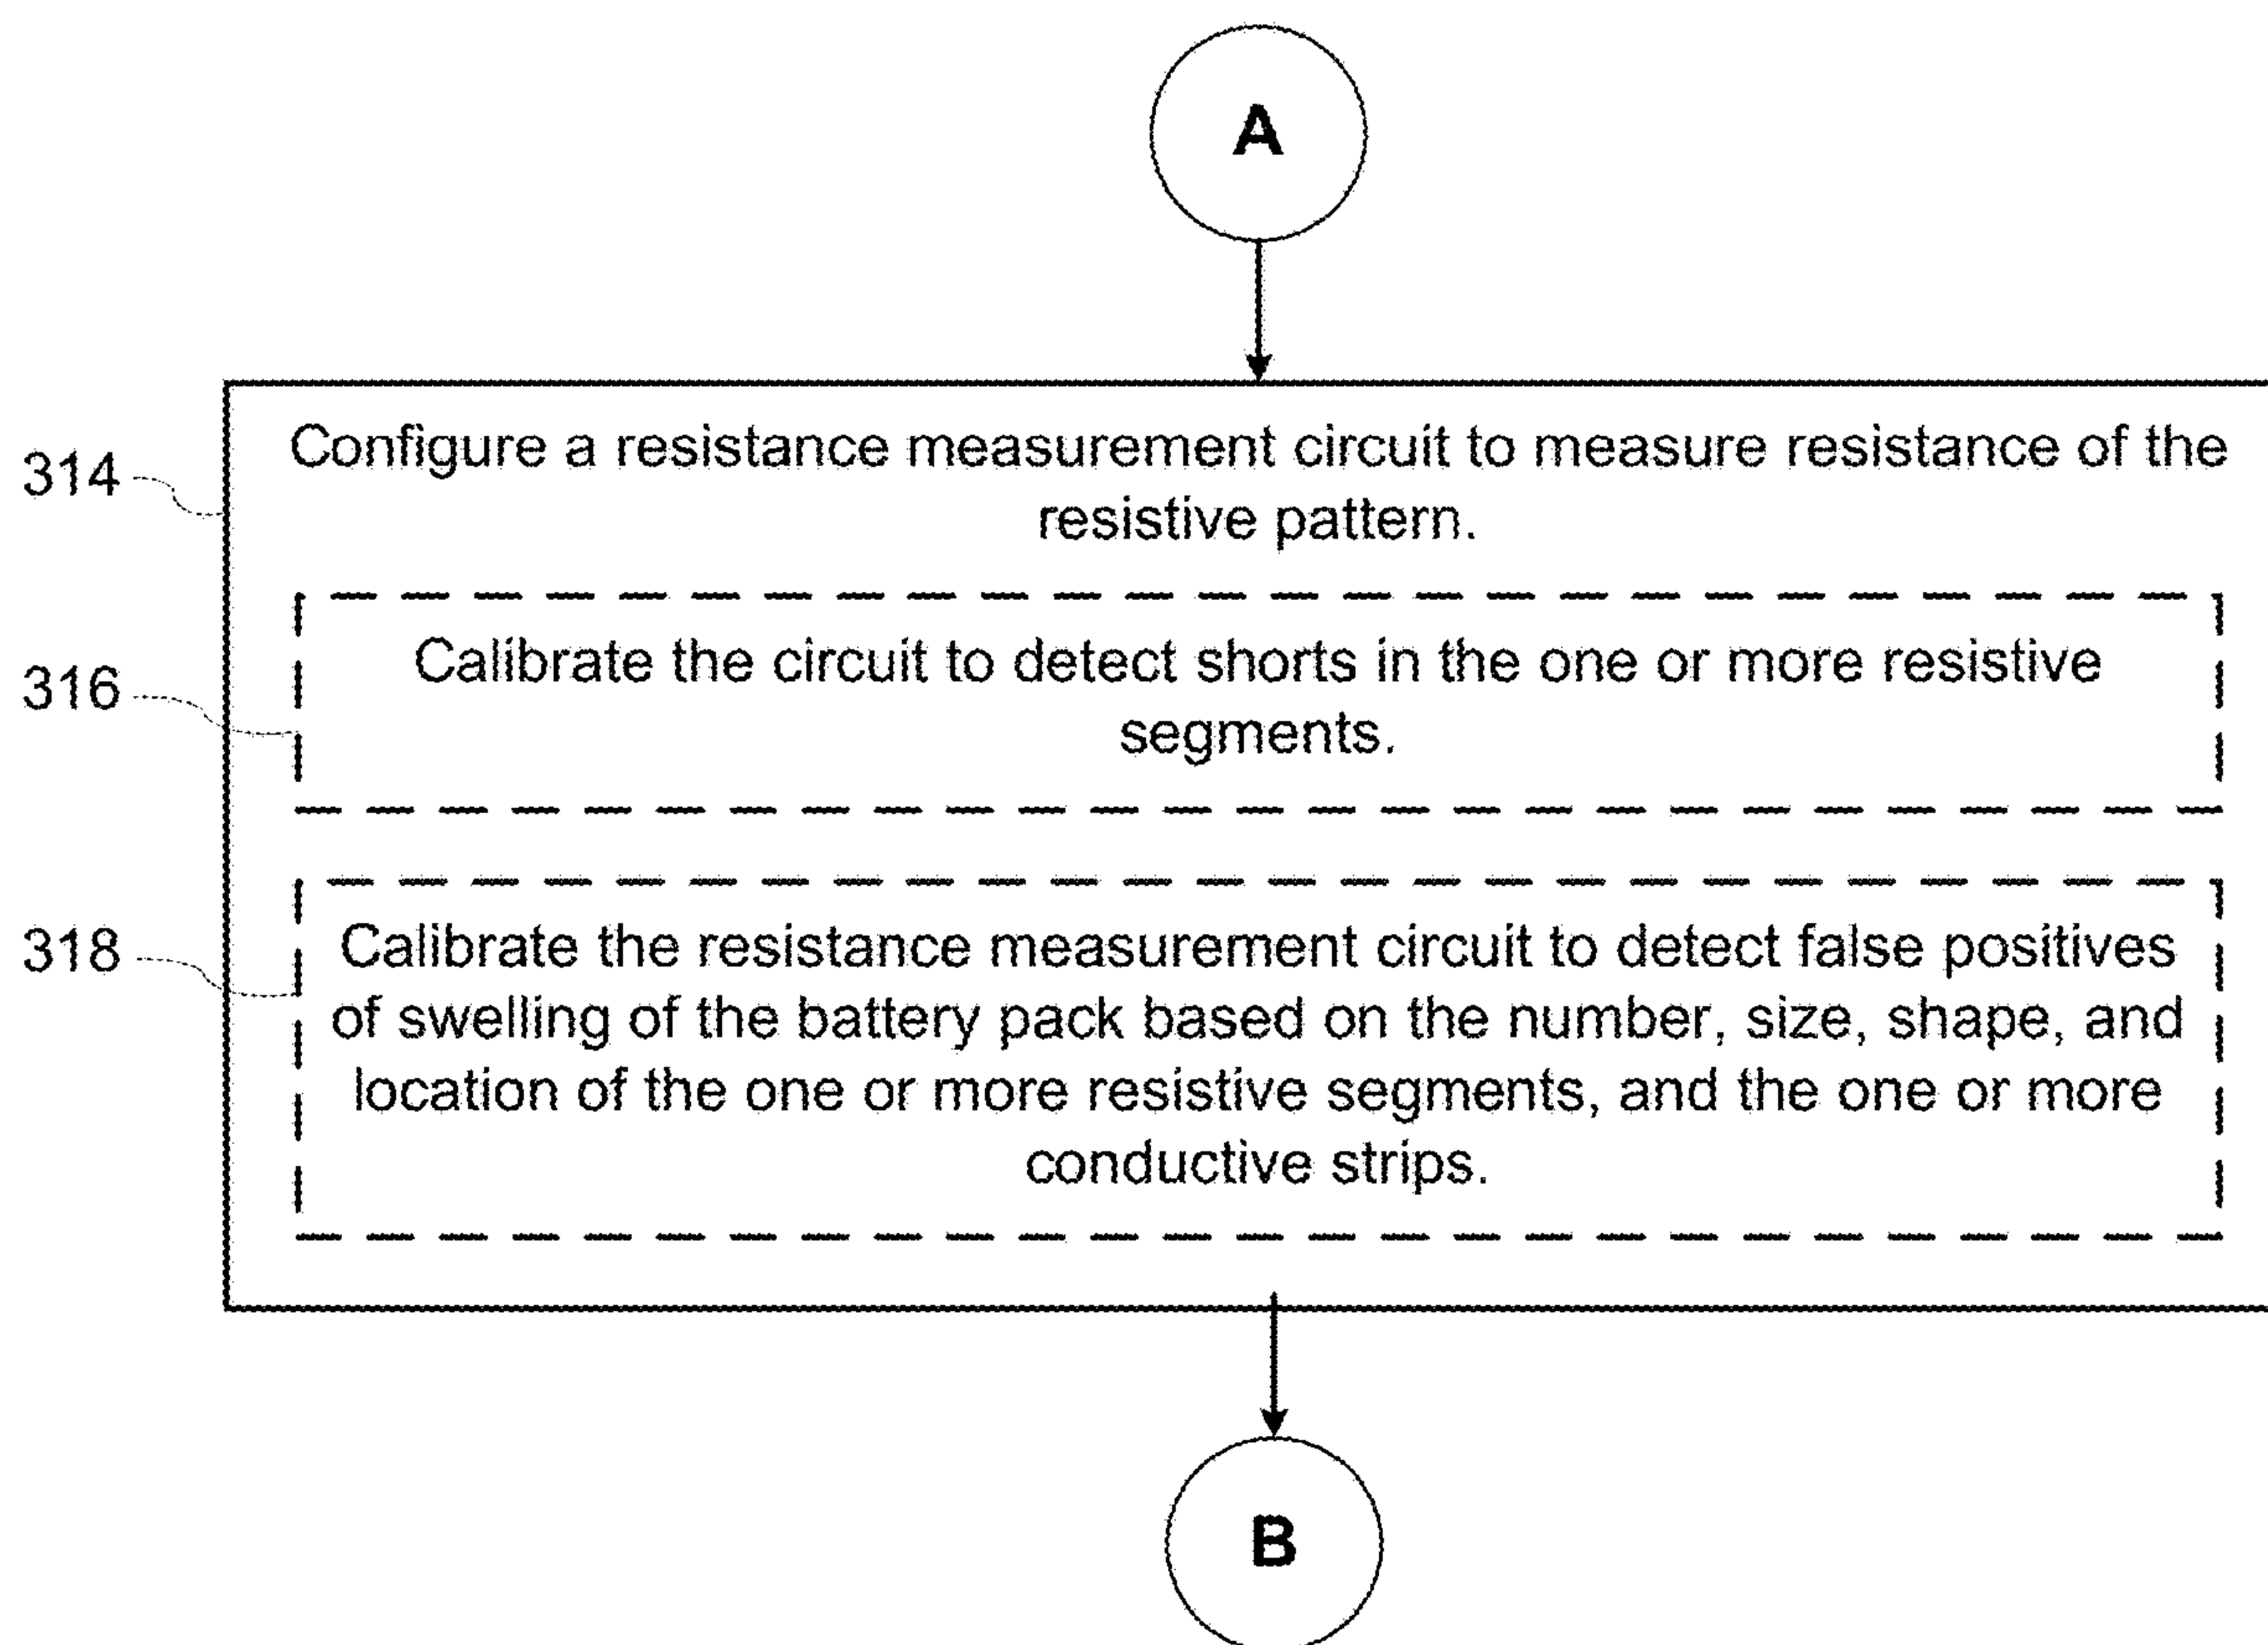 A
314
Configure a resistance measurement circuit to measure resistance of the
resistive pattern.
316
Calibrate the circuit to detect shorts in the one or more resistive
segments.
318
Calibrate the resistance measurement circuit to detect false positives
of swelling of the battery pack based on the number, size, shape, and
location of the one or more resistive segments, and the one or more
conductive strips.
B